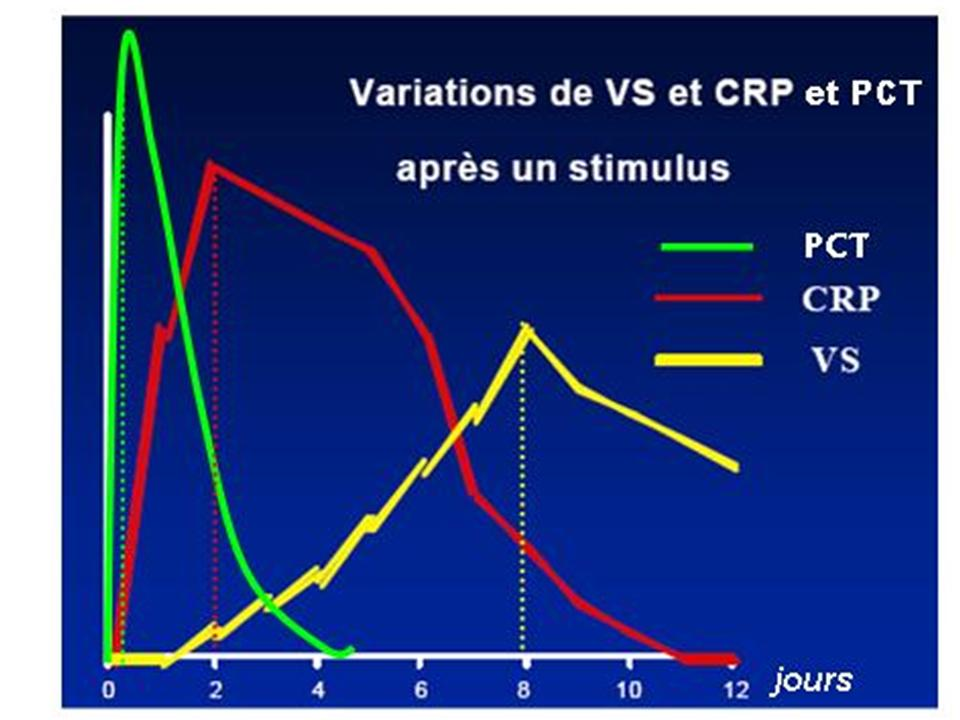 Variations de VS et CRP et PCT
après un stimulus
PCT
CRP
VS
0 2 4 6 8 10 12 jours